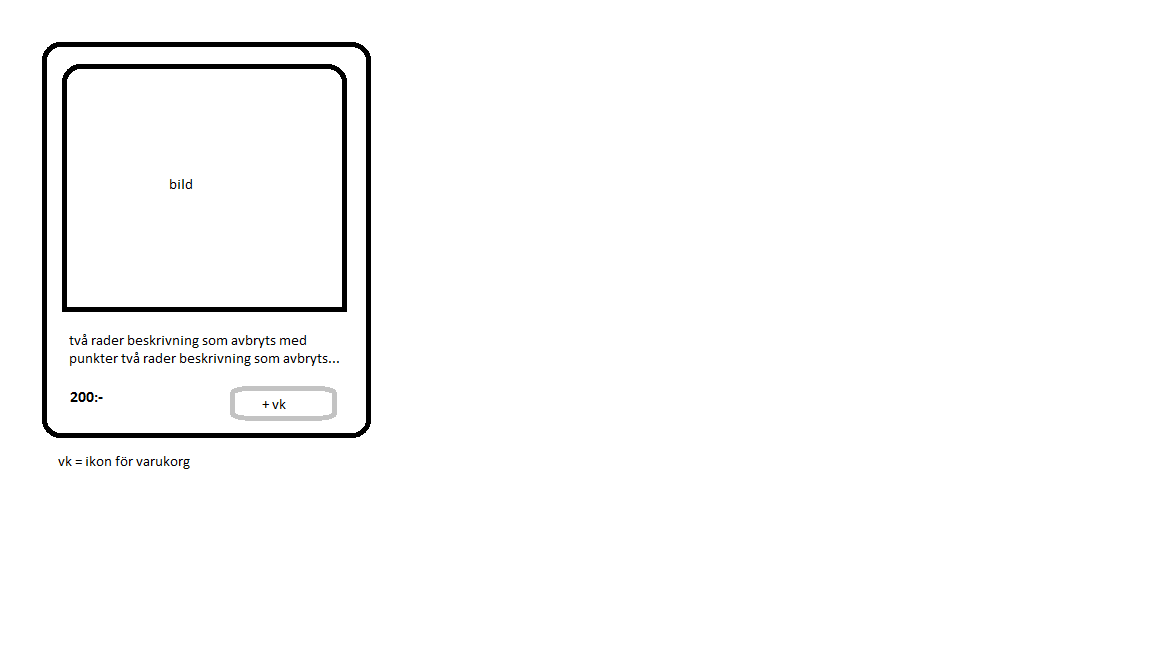 bild
två rader beskrivning som avbryts med
punkter två rader beskrivning som avbryts...
200:-
+ vk
vk = ikon för varukorg